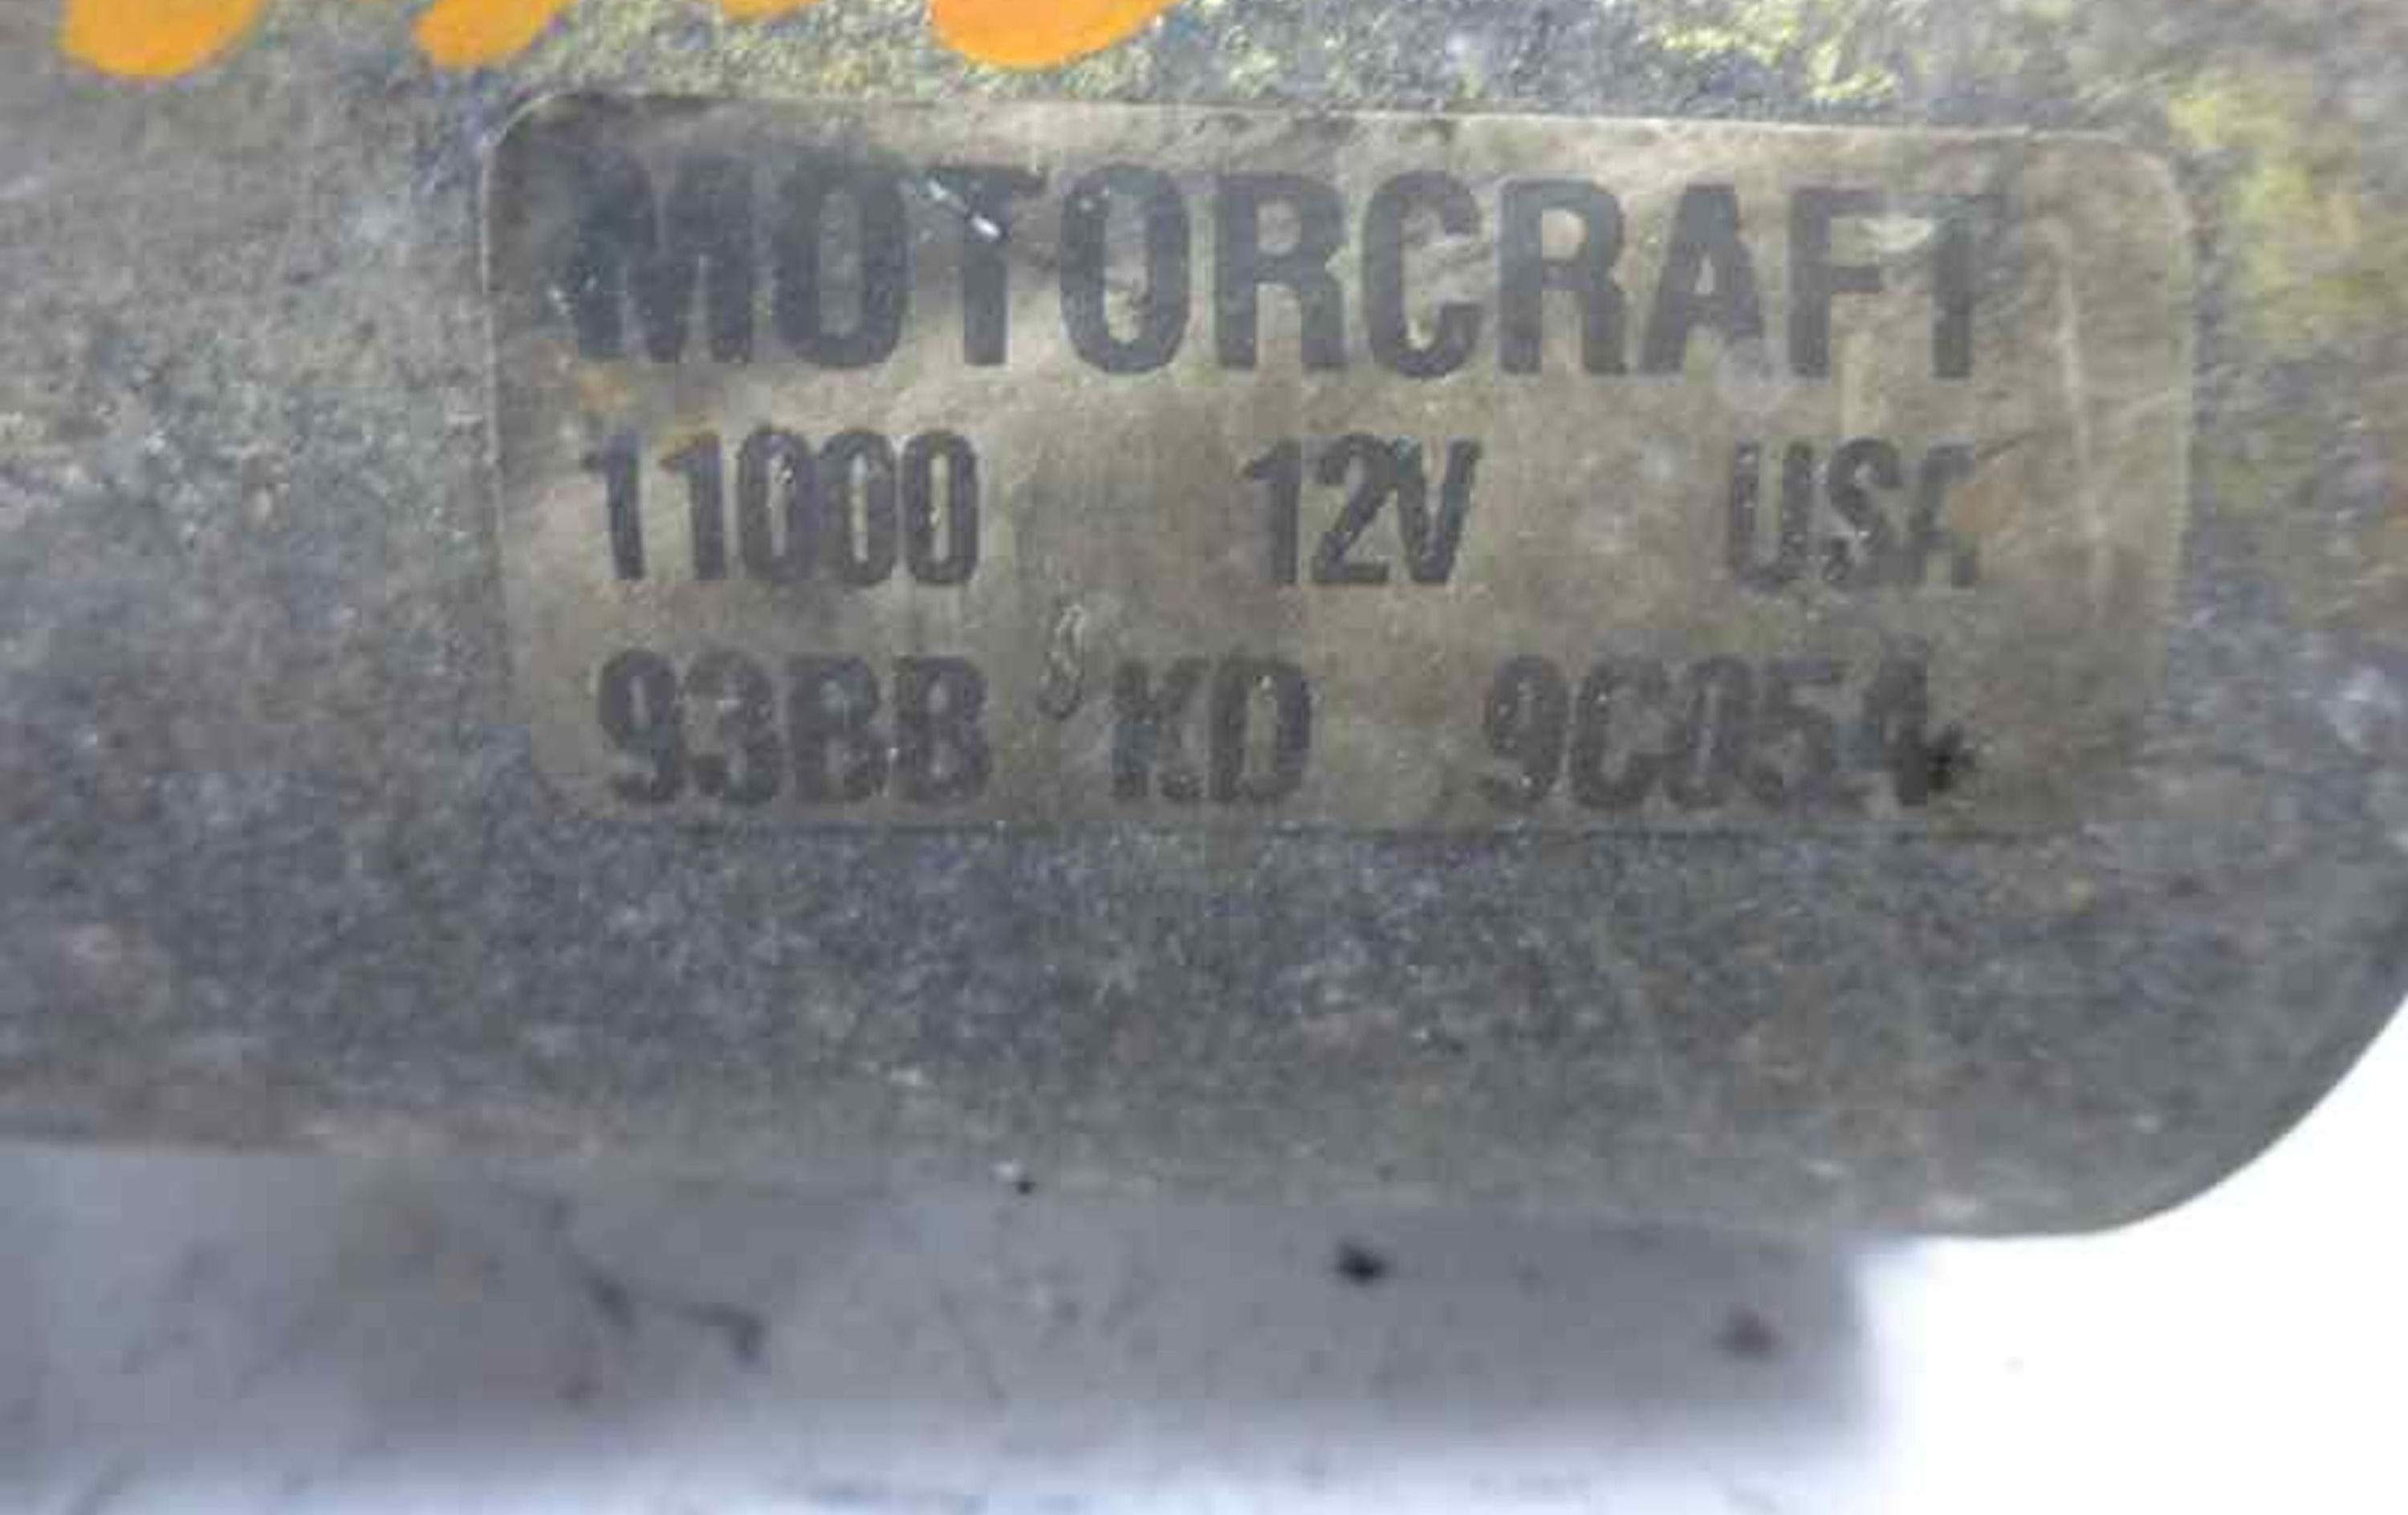 MOTORCRAFT
11000 12V USA
93BB KD 9C054